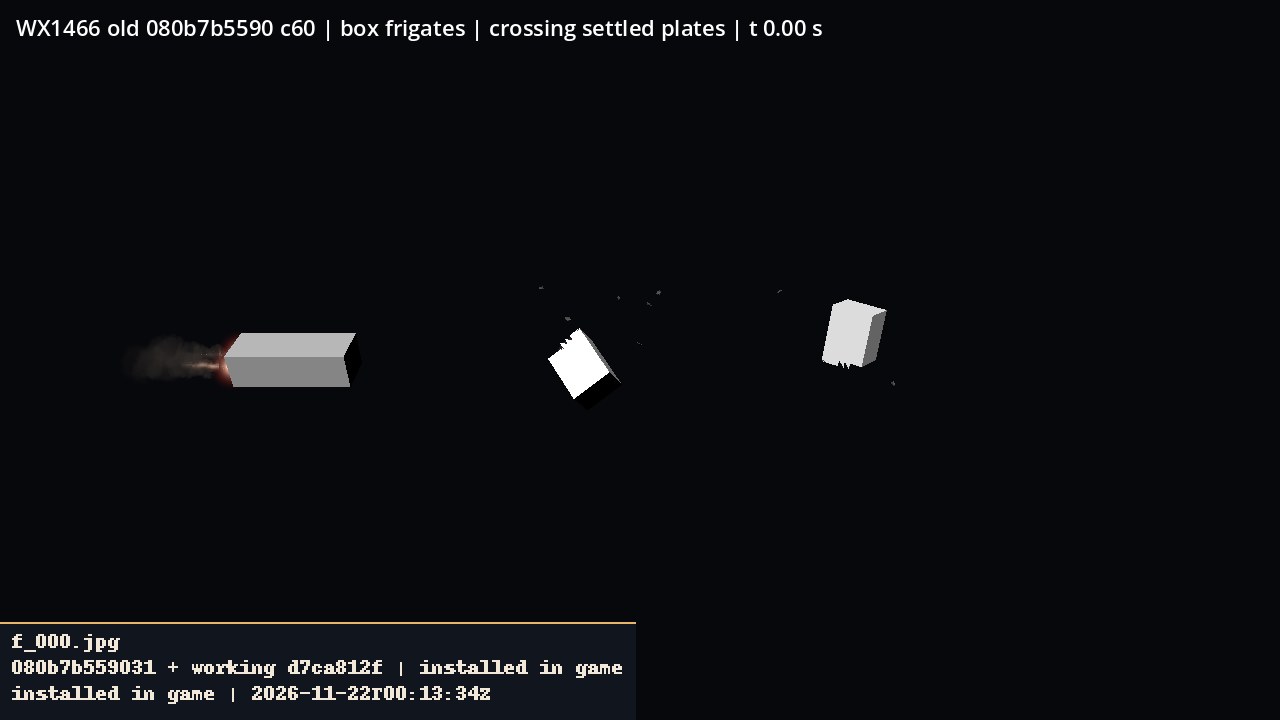 WX1466 old 080b7b5590 c60 | box frigates | crossing settled plates | t 0.00 s
f_000.jpg
080b7b559031 + working d7ca812f | installed in game
installed in game | 2026-11-22T00:13:34Z